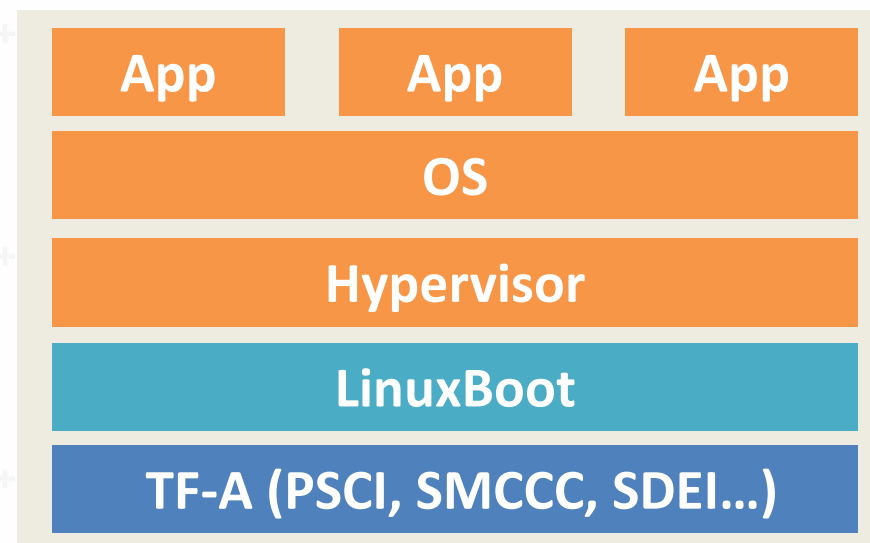 App App App
OS
Hypervisor
LinuxBoot
TF-A (PSCI, SMCCC, SDEI…)